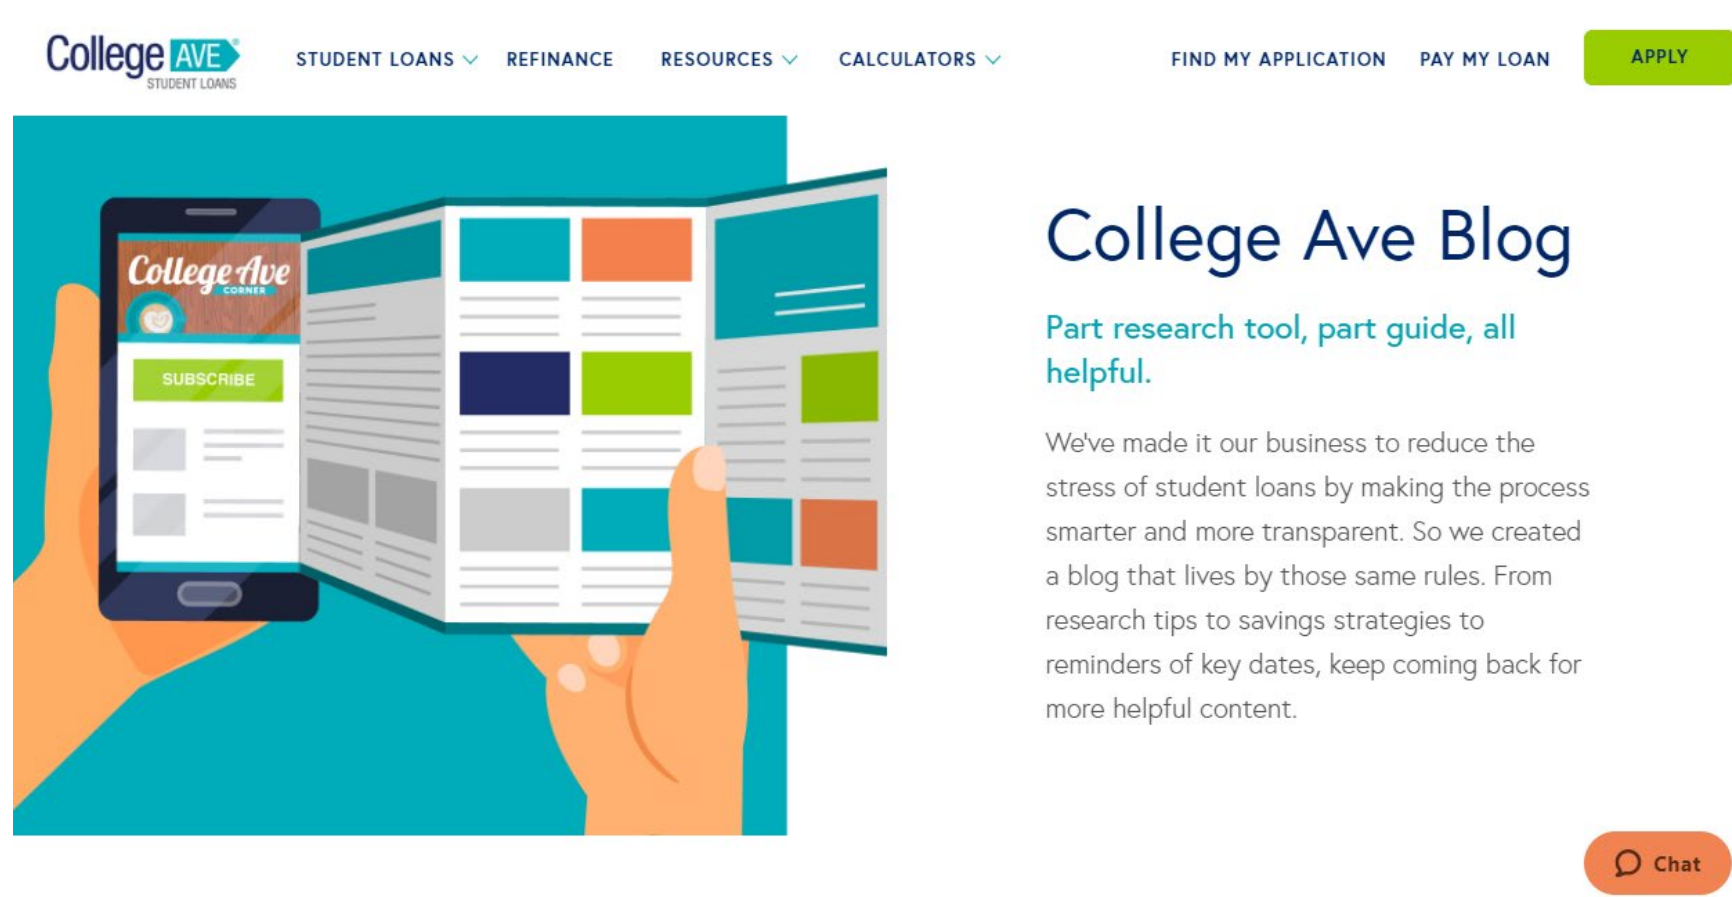 College AVE®
STUDENT LOANS
STUDENT LOANS
REFINANCE
RESOURCES
CALCULATORS
FIND MY APPLICATION
PAY MY LOAN
APPLY
College Ave
CORNER
SUBSCRIBE
College Ave Blog
Part research tool, part guide, all
helpful.
We've made it our business to reduce the
stress of student loans by making the process
smarter and more transparent. So we created
a blog that lives by those same rules. From
research tips to savings strategies to
reminders of key dates, keep coming back for
more helpful content.
Chat